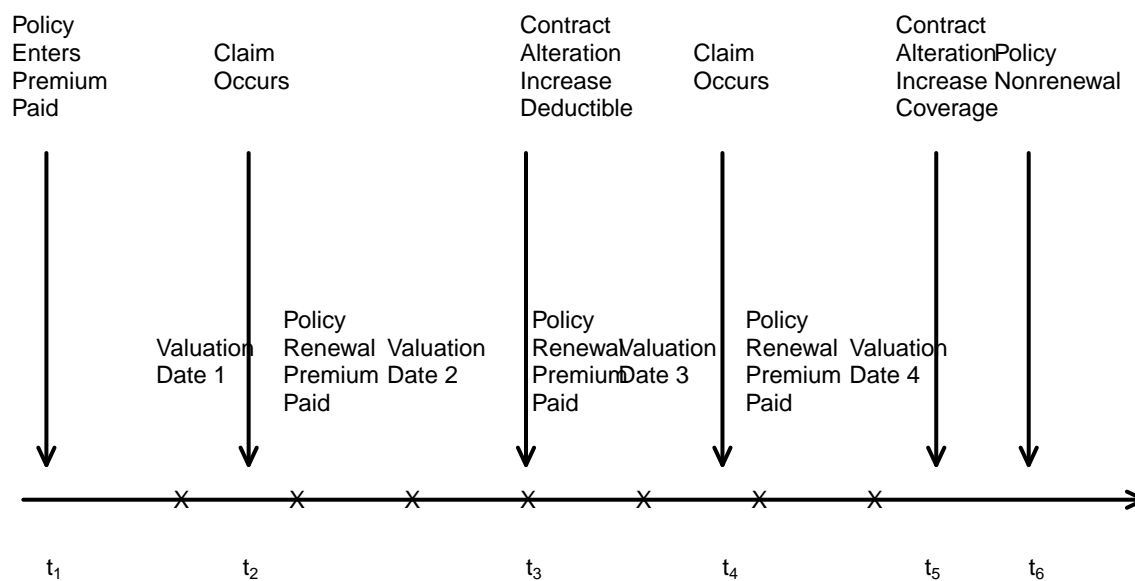 Policy
Enters
Premium
Paid
Claim
Occurs
Contract
Alteration
Increase
Deductible
Claim
Occurs
Contract
Alteration
Increase
Coverage
Policy
Nonrenewal
Valuation
Date 1
Policy
Renewal
Premium
Paid
Valuation
Date 2
Policy
Renewal
Premium
Paid
Valuation
Date 3
Policy
Renewal
Premium
Paid
Valuation
Date 4
X X X X X X X
t₁ t₂ t₃ t₄ t₅ t₆